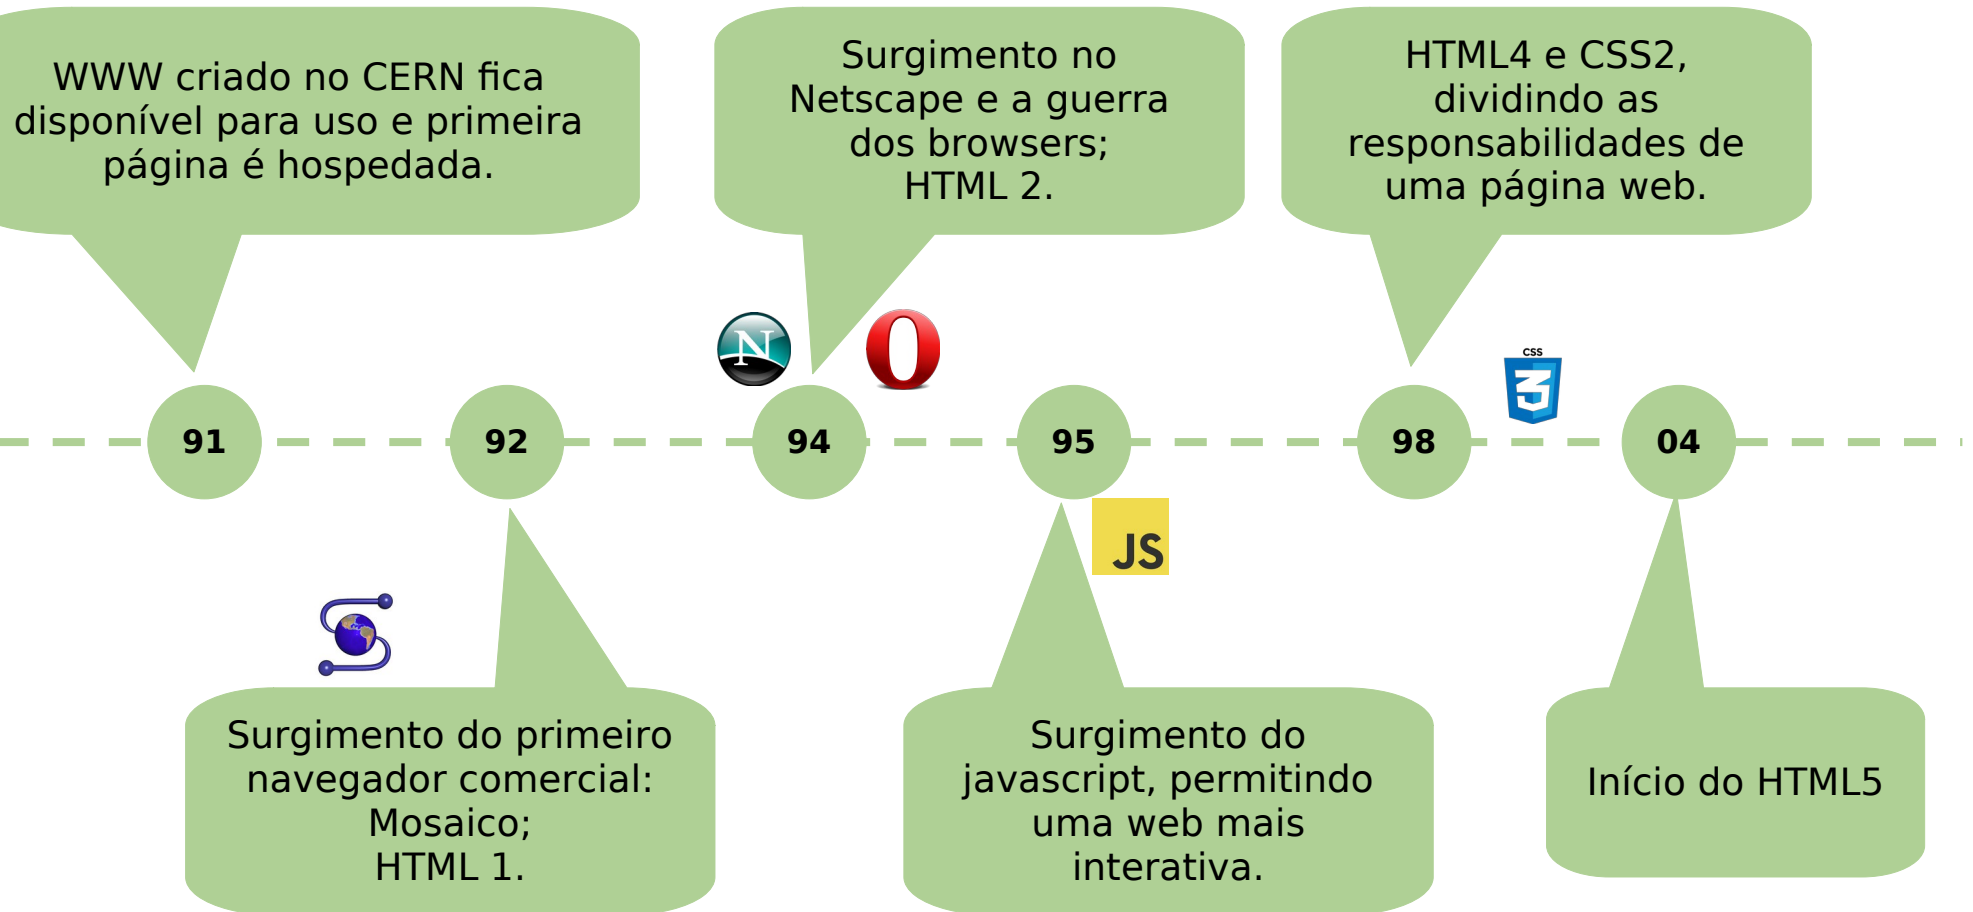 WWW criado no CERN fica
disponível para uso e primeira
página é hospedada.
Surgimento no
Netscape e a guerra
dos browsers;
HTML 2.
HTML4 e CSS2,
dividindo as
responsabilidades de
uma página web.
N
O
CSS
3
91
92
94
95
98
04
JS
Surgimento do primeiro
navegador comercial:
Mosaico;
HTML 1.
Surgimento do
javascript, permitindo
uma web mais
interativa.
Início do HTML5